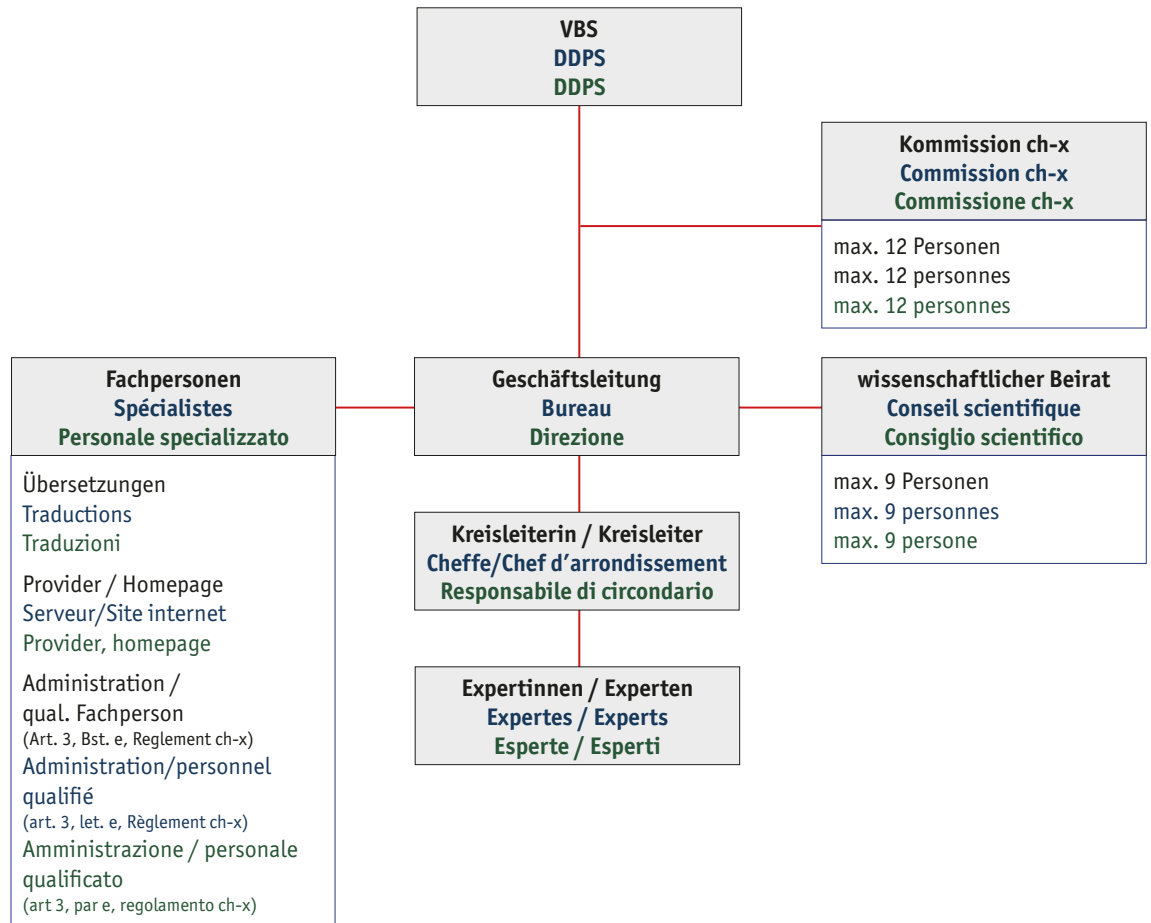 VBS
DDPS
DDPS
Kommission ch-x
Commission ch-x
Commissione ch-x
max. 12 Personen
max. 12 personnes
max. 12 personnes
Fachpersonen
Spécialistes
Personale specializzato
Übersetzungen
Traductions
Traduzioni
Provider / Homepage
Serveur/Site internet
Provider, homepage
Administration /
qual. Fachperson
(Art. 3, Bst. e, Reglement ch-x)
Administration/personnel
qualifié
(art. 3, let. e, Règlement ch-x)
Amministrazione / personale
qualificato
(art 3, par e, regolamento ch-x)
Geschäftsleitung
Bureau
Direzione
wissenschaftlicher Beirat
Conseil scientifique
Consiglio scientifico
max. 9 Personen
max. 9 personnes
max. 9 persone
Kreisleiterin / Kreisleiter
Cheffe/Chef d'arrondissement
Responsabile di circondario
Expertinnen / Experten
Expertes / Experts
Esperte / Esperti